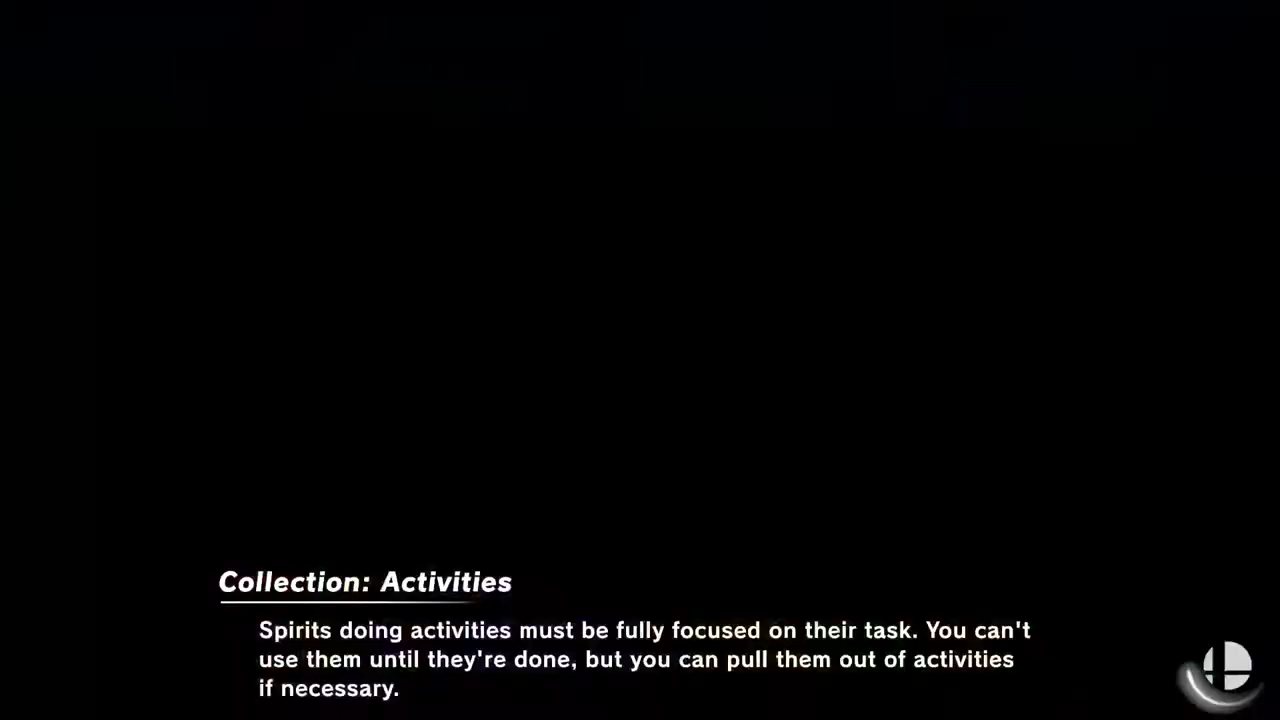 Collection: Activities
Spirits doing activities must be fully focused on their task. You can't
use them until they're done, but you can pull them out of activities
if necessary.